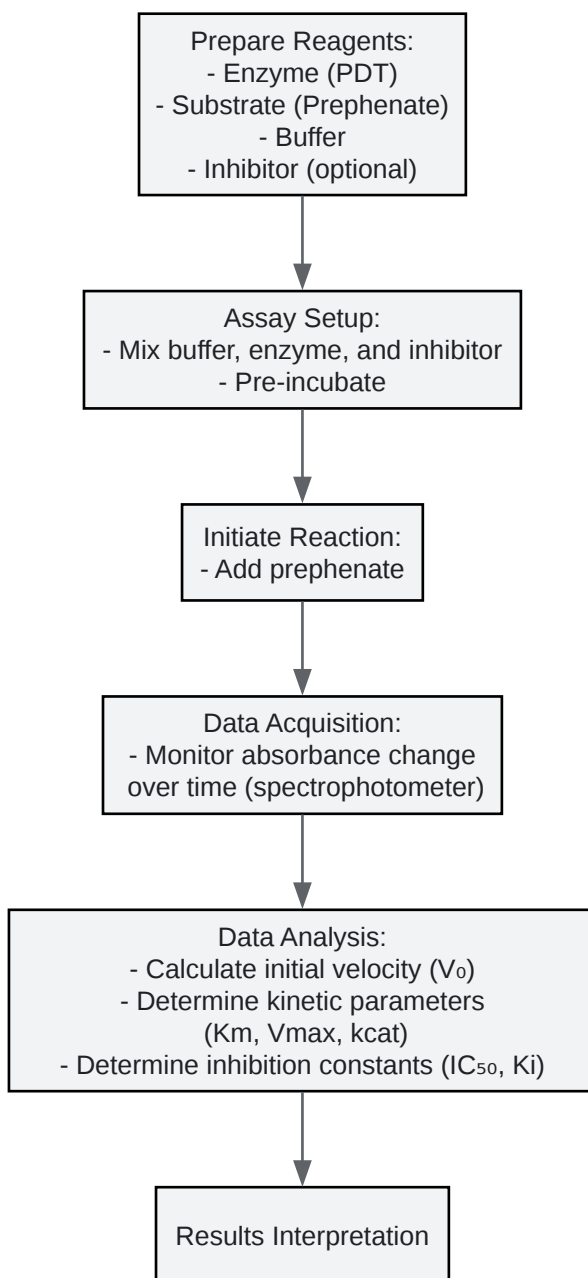 Prepare Reagents:
- Enzyme (PDT)
- Substrate (Prephenate)
- Buffer
- Inhibitor (optional)
Assay Setup:
- Mix buffer, enzyme, and inhibitor
- Pre-incubate
Initiate Reaction:
- Add prephenate
Data Acquisition:
- Monitor absorbance change
over time (spectrophotometer)
Data Analysis:
- Calculate initial velocity (V₀)
- Determine kinetic parameters
(Km, Vmax, kcat)
- Determine inhibition constants (IC₅₀, Ki)
Results Interpretation